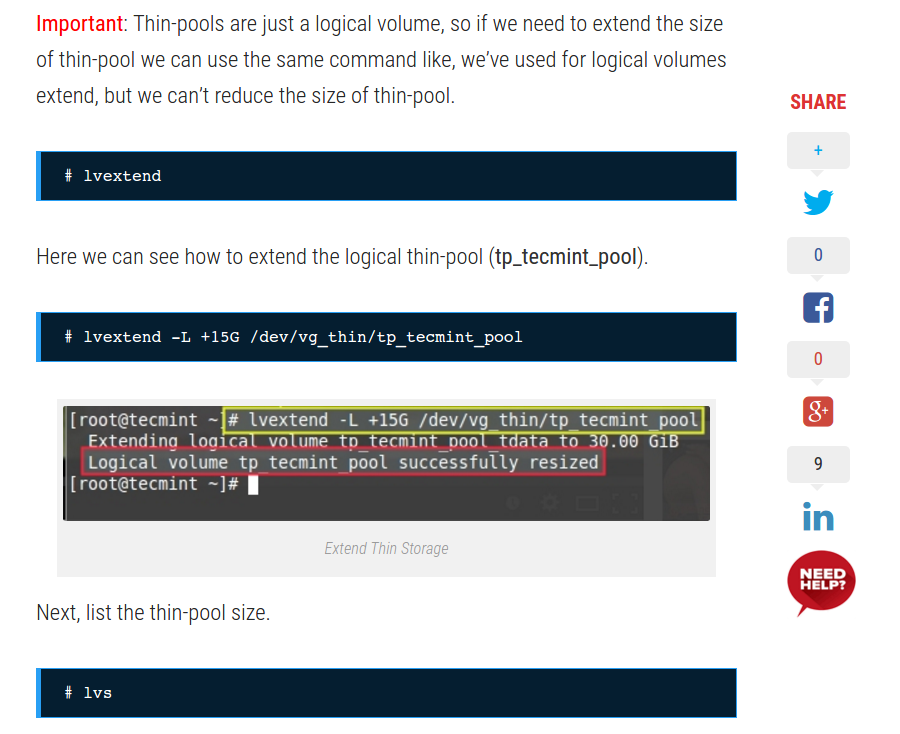 Important: Thin-pools are just a logical volume, so if we need to extend the size
of thin-pool we can use the same command like, we’ve used for logical volumes
extend, but we can’t reduce the size of thin-pool.
# lvextend
Here we can see how to extend the logical thin-pool (tp_tecmint_pool).
# lvextend -L +15G /dev/vg_thin/tp_tecmint_pool
[root@tecmint ~]# lvextend -L +15G /dev/vg_thin/tp_tecmint_pool
Extending logical volume tp_tecmint_pool_tdata to 30.00 GiB
Logical volume tp_tecmint_pool successfully resized
[root@tecmint ~]#
Extend Thin Storage
Next, list the thin-pool size.
# lvs
SHARE
+
0
0
g+
9
in
NEED
HELP?